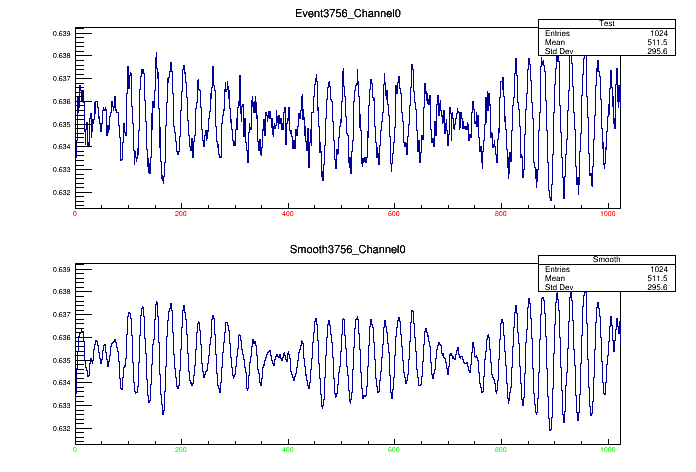 Event3756_Channel0
Test
Entries 1024
Mean 511.5
Std Dev 295.6
0.639
0.638
0.637
0.636
0.635
0.634
0.633
0.632
0 200 400 600 800 1000
Smooth3756_Channel0
Smooth
Entries 1024
Mean 511.5
Std Dev 295.6
0.639
0.638
0.637
0.636
0.635
0.634
0.633
0.632
0 200 400 600 800 1000